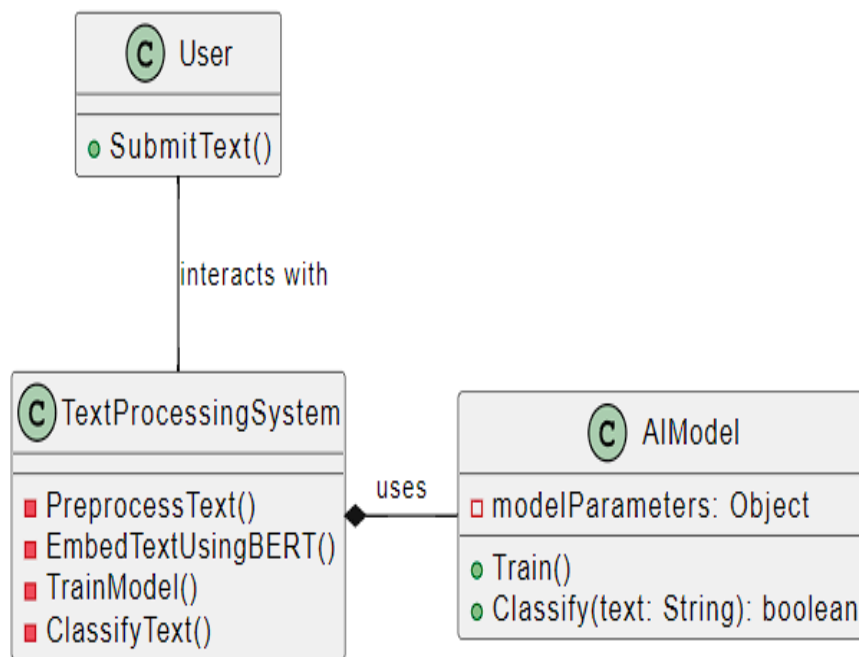 C User
SubmitText()
interacts with
C TextProcessingSystem
PreprocessText()
EmbedTextUsingBERT()
TrainModel()
ClassifyText()
uses
C AIModel
modelParameters: Object
Train()
Classify(text: String): boolean